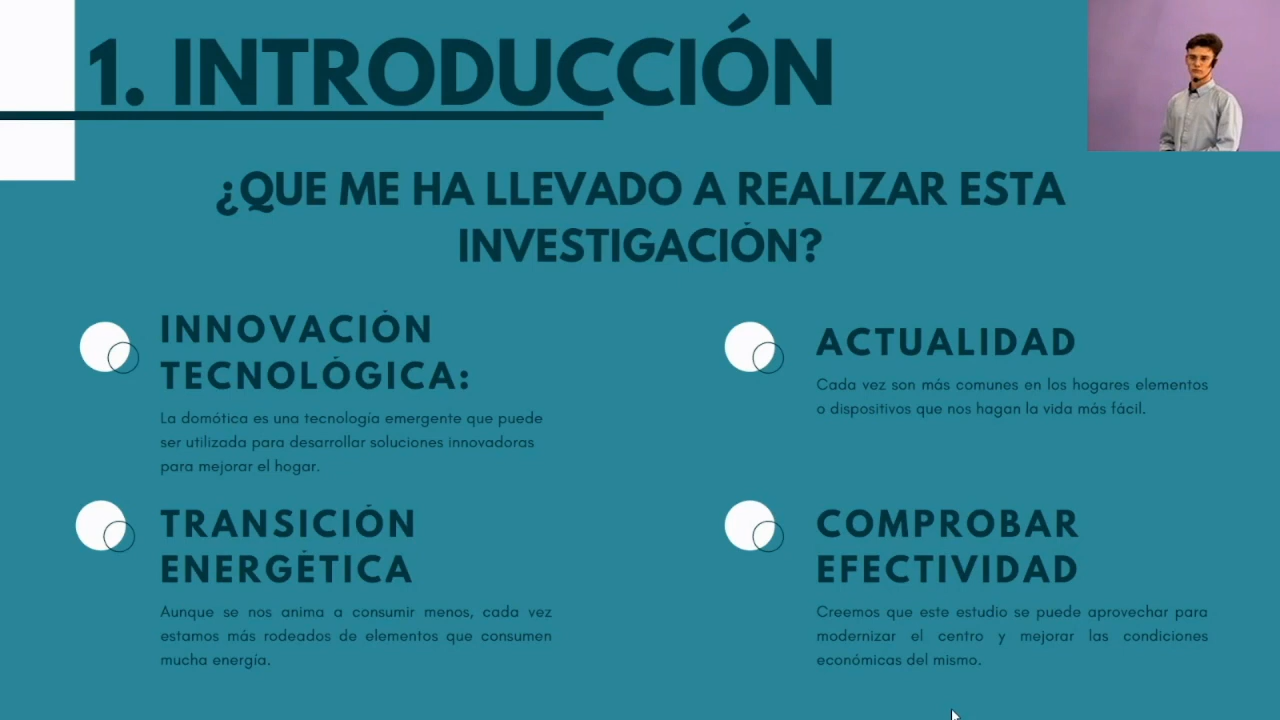 1. INTRODUCCIÓN
¿QUE ME HA LLEVADO A REALIZAR ESTA
INVESTIGACIÓN?
INNOVACIÓN
TECNOLÓGICA:
La domótica es una tecnología emergente que puede
ser utilizada para desarrollar soluciones innovadoras
para mejorar el hogar.
ACTUALIDAD
Cada vez son más comunes en los hogares elementos
o dispositivos que nos hagan la vida más fácil.
TRANSICIÓN
ENERGÉTICA
Aunque se nos anima a consumir menos, cada vez
estamos más rodeados de elementos que consumen
mucha energía.
COMPROBAR
EFECTIVIDAD
Creemos que este estudio se puede aprovechar para
modernizar el centro y mejorar las condiciones
económicas del mismo.